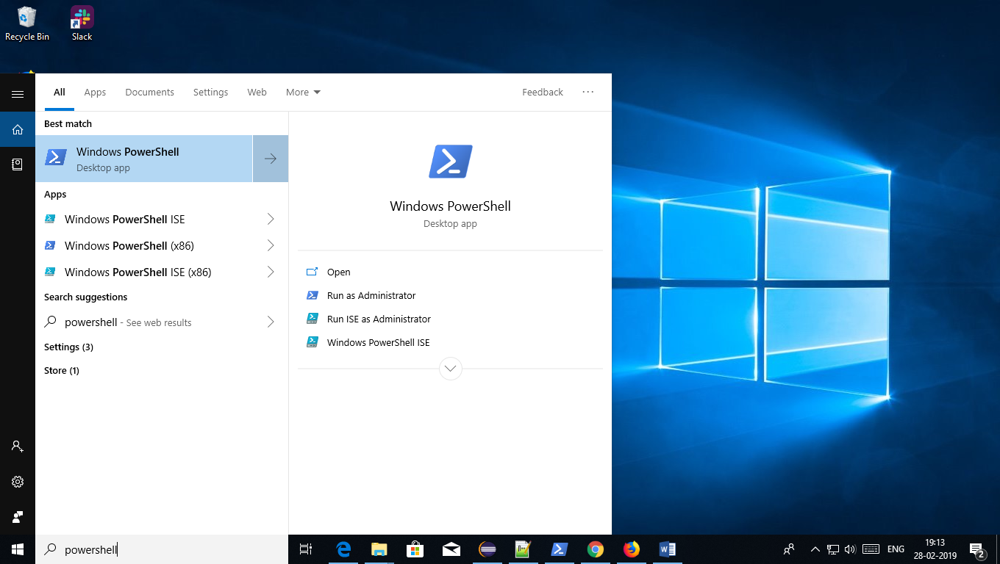 Recycle Bin
Slack
All
Apps
Documents
Settings
Web
More
Feedback
Best match
Windows PowerShell
Desktop app
Apps
Windows PowerShell ISE
Windows PowerShell (x86)
Windows PowerShell ISE (x86)
Search suggestions
powershell - See web results
Settings (3)
Store (1)
Windows PowerShell
Desktop app
Open
Run as Administrator
Run ISE as Administrator
Windows PowerShell ISE
powershell
ENG
19:13
28-02-2019
2